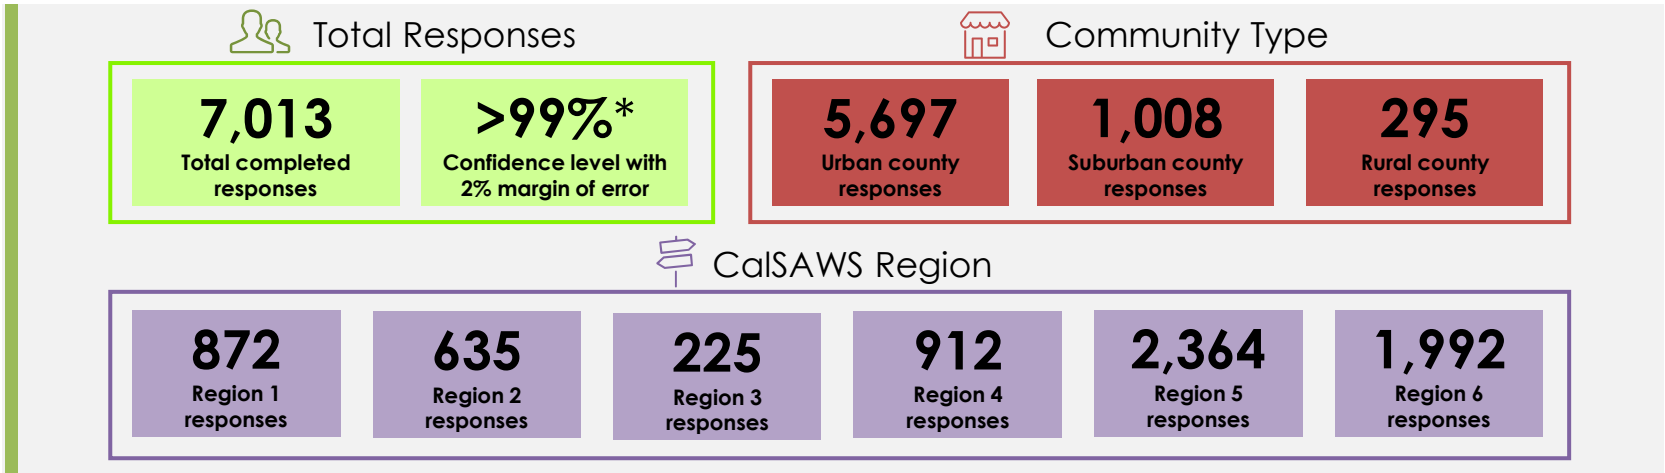 Total Responses
7,013
Total completed
responses
>99%*
Confidence level with
2% margin of error
Community Type
5,697
Urban county
responses
1,008
Suburban county
responses
295
Rural county
responses
CalSAWS Region
872
Region 1
responses
635
Region 2
responses
225
Region 3
responses
912
Region 4
responses
2,364
Region 5
responses
1,992
Region 6
responses